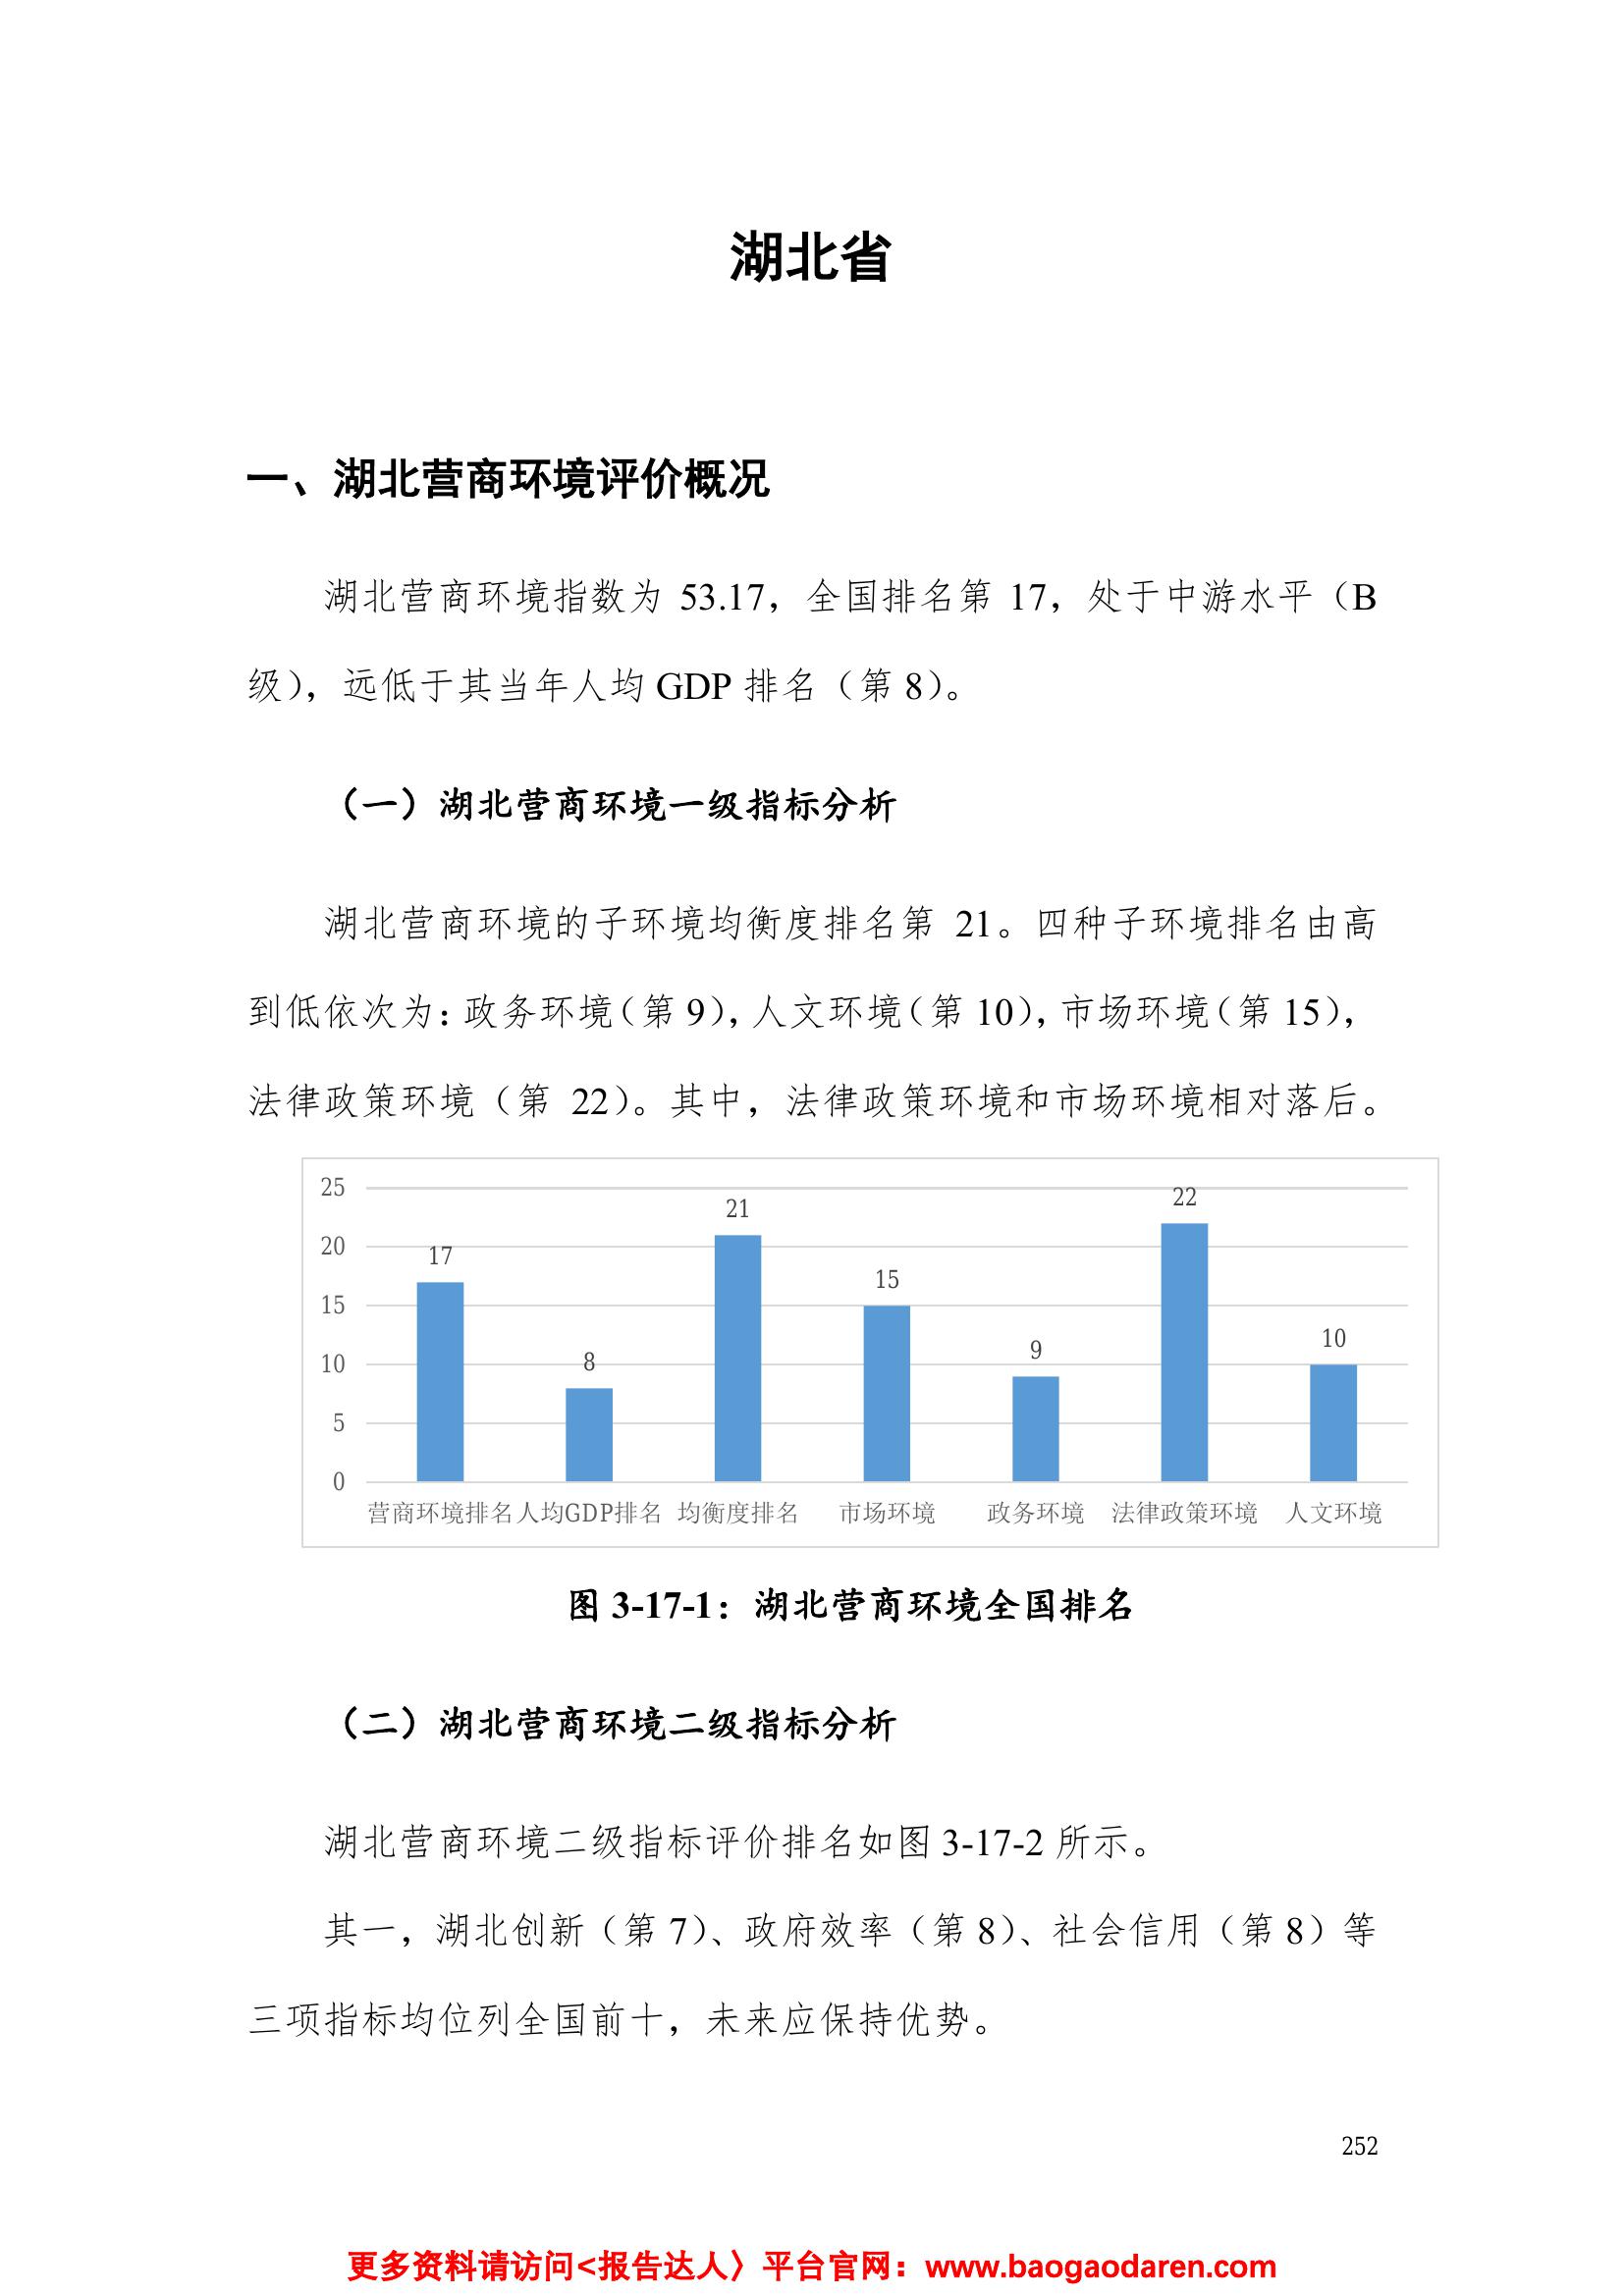 湖北省
一、湖北营商环境评价概况
湖北营商环境指数为 53.17，全国排名第 17，处于中游水平（B
级），远低于其当年人均 GDP 排名（第 8）。
（一）湖北营商环境一级指标分析
湖北营商环境的子环境均衡度排名第 21。四种子环境排名由高
到低依次为：政务环境（第 9），人文环境（第 10），市场环境（第 15），
法律政策环境（第 22）。其中，法律政策环境和市场环境相对落后。
25
20
15
10
5
0
17
8
21
15
9
22
10
营商环境排名 人均GDP排名 均衡度排名 市场环境 政务环境 法律政策环境 人文环境
图 3-17-1：湖北营商环境全国排名
（二）湖北营商环境二级指标分析
湖北营商环境二级指标评价排名如图 3-17-2 所示。
其一，湖北创新（第 7）、政府效率（第 8）、社会信用（第 8）等
三项指标均位列全国前十，未来应保持优势。
252
更多资料请访问<报告达人〉平台官网：www.baogaodaren.com